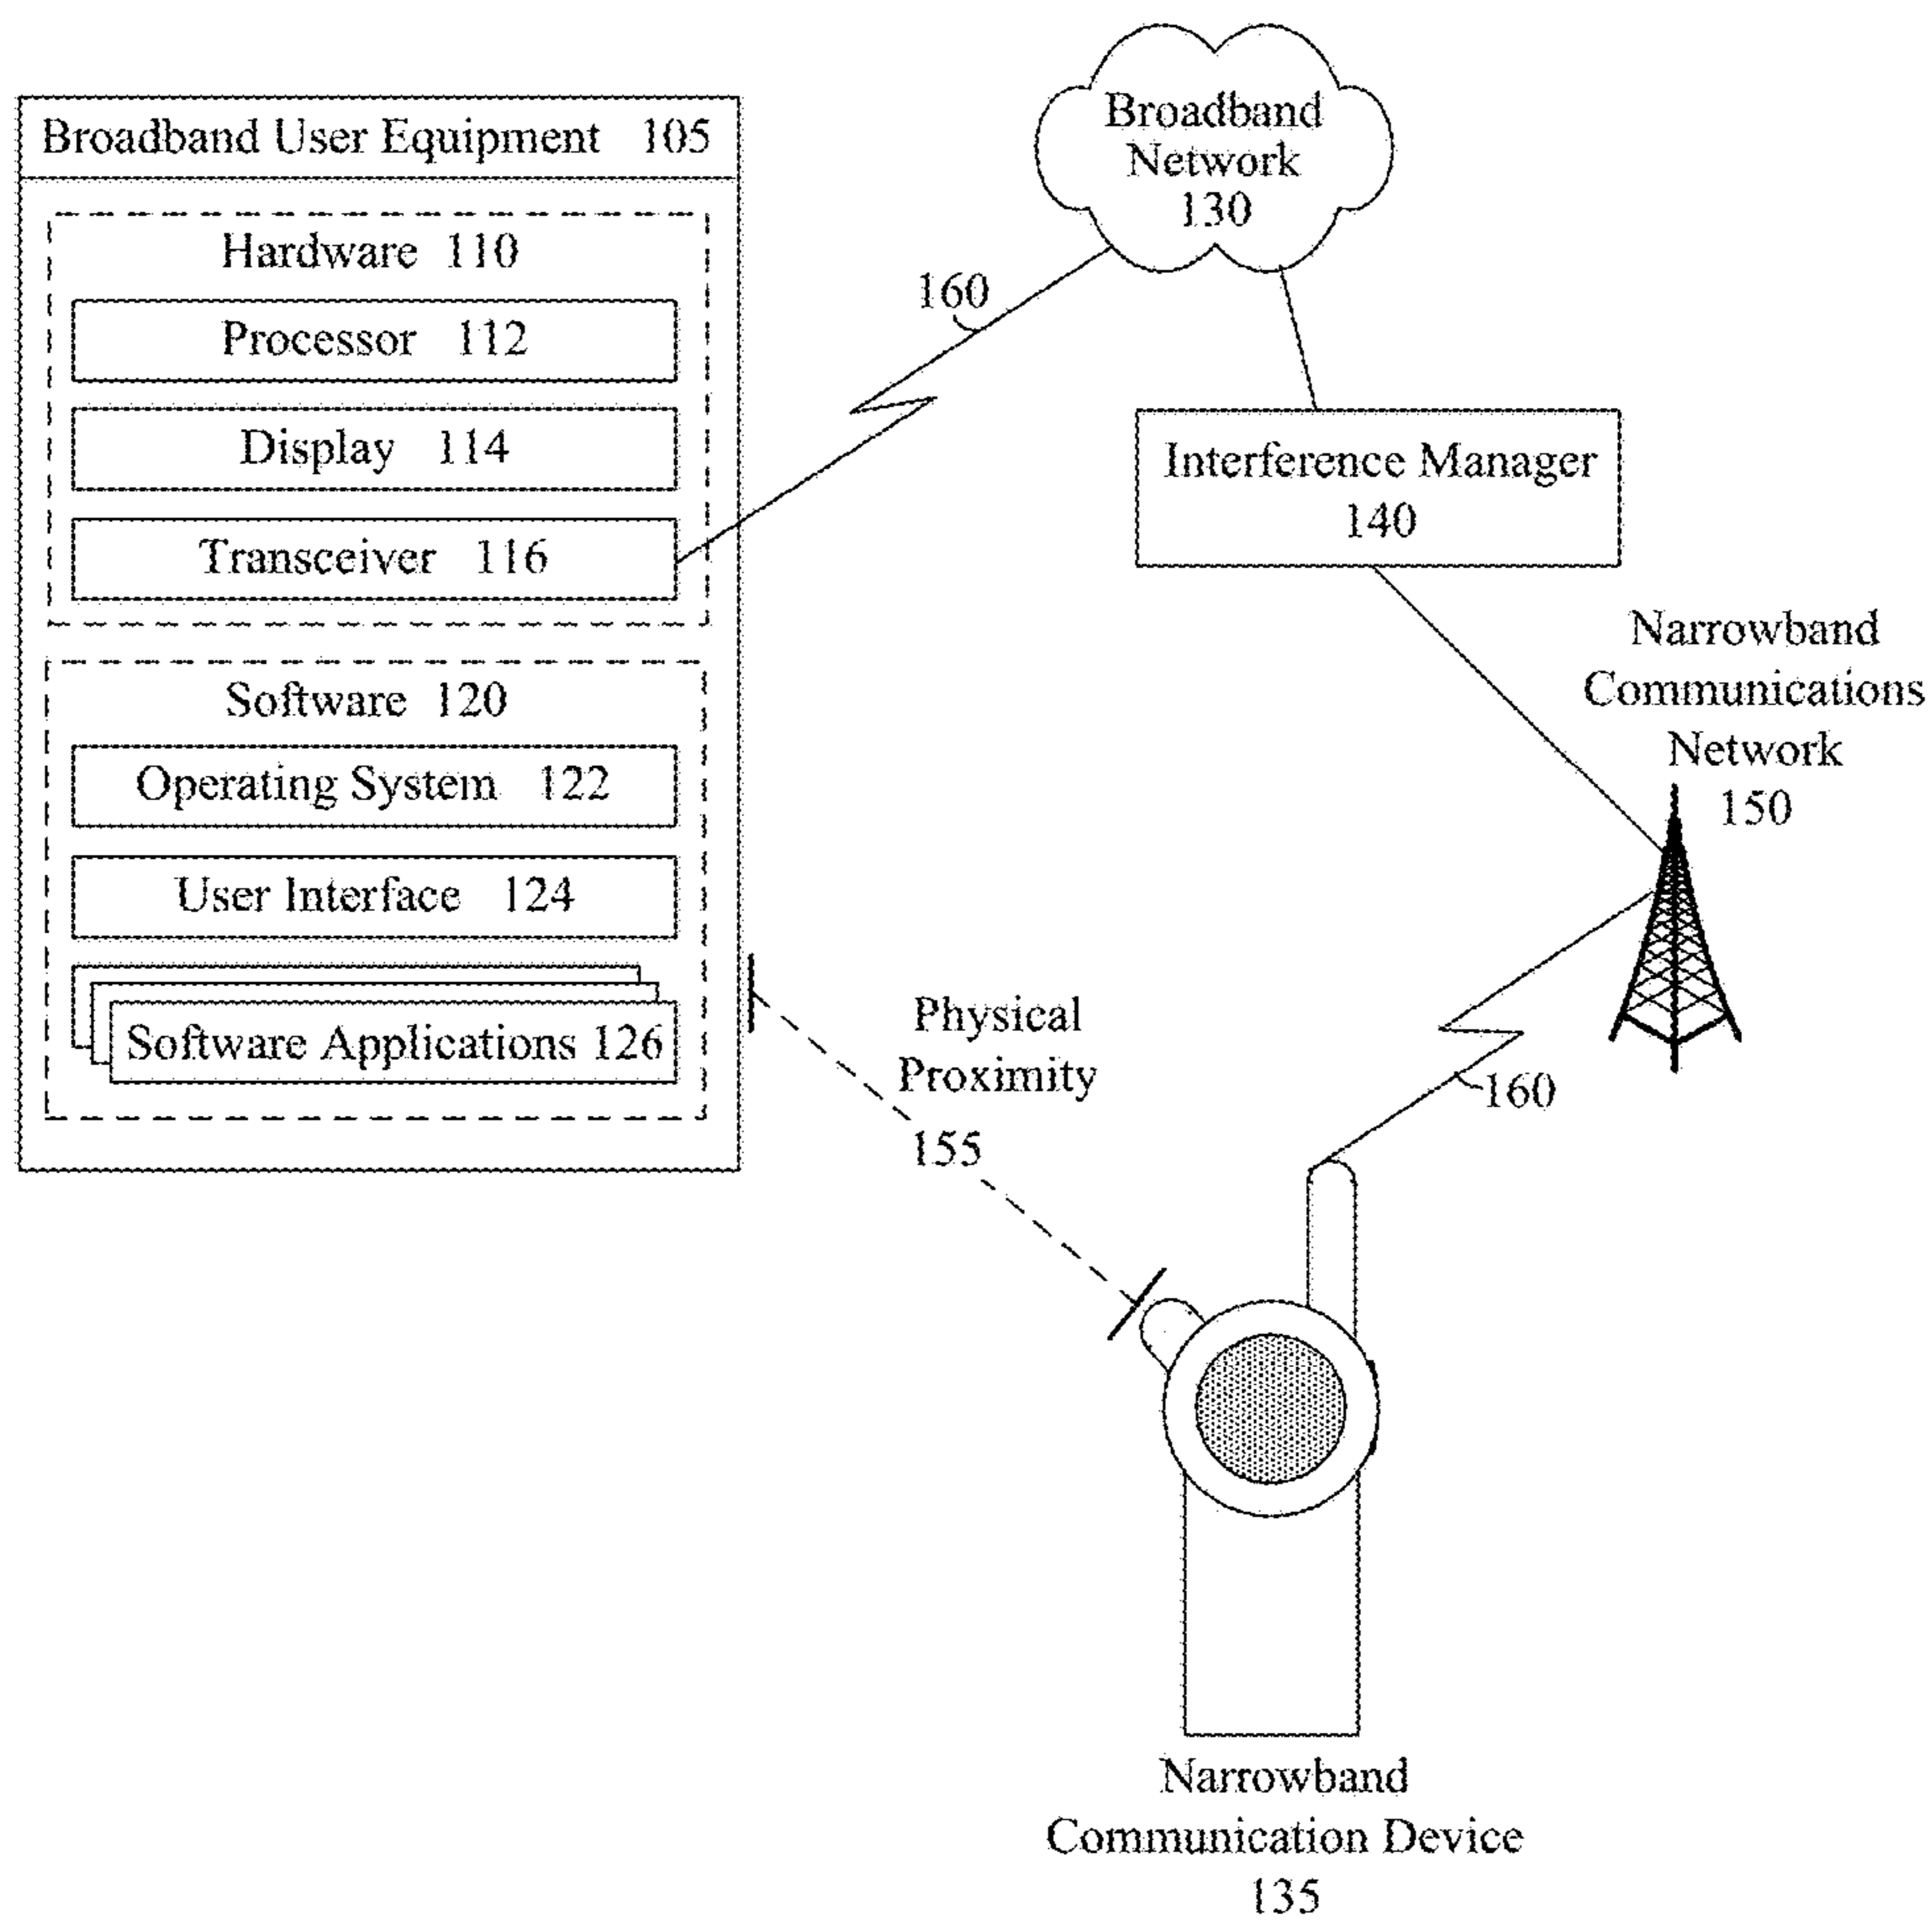 Broadband User Equipment 105
Hardware 110
Processor 112
Display 114
Transceiver 116
Software 120
Operating System 122
User Interface 124
Software Applications 126
Broadband
Network
130
160
Interference Manager
140
Narrowband
Communications
Network
150
Physical
Proximity
155
160
Narrowband
Communication Device
135